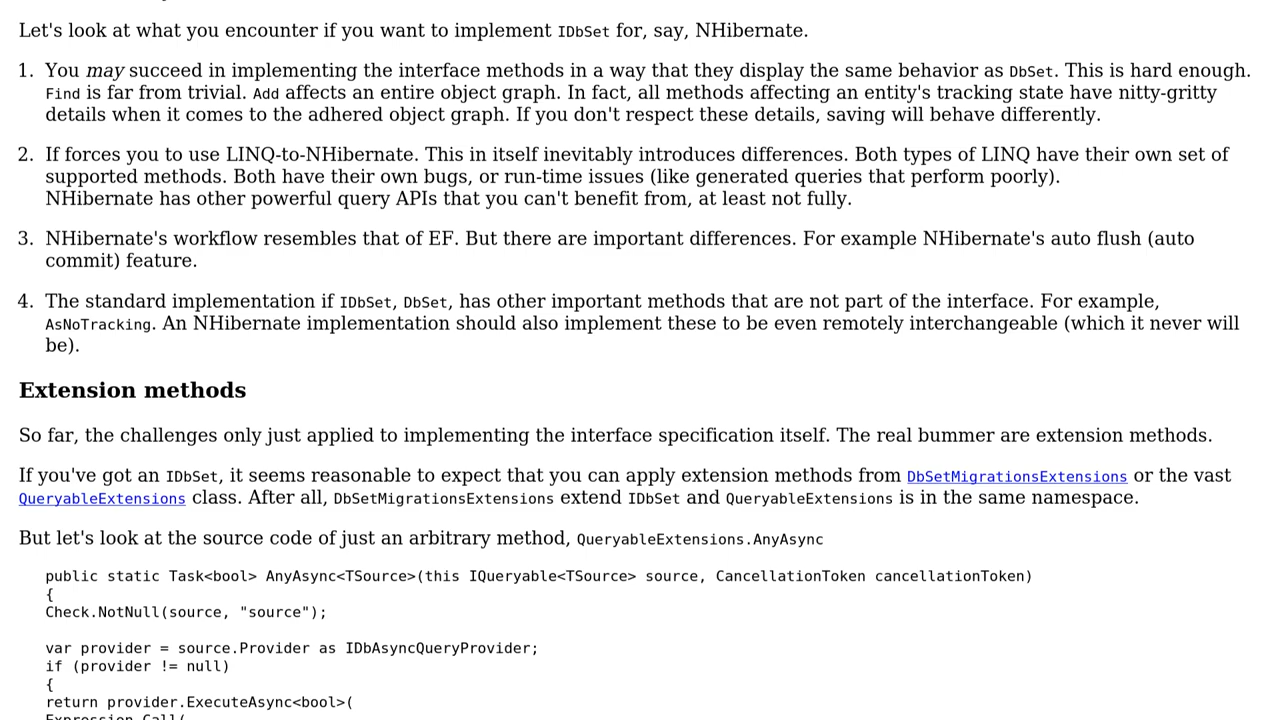 Let's look at what you encounter if you want to implement IDbSet for, say, NHibernate.
1. You may succeed in implementing the interface methods in a way that they display the same behavior as DbSet. This is hard enough.
Find is far from trivial. Add affects an entire object graph. In fact, all methods affecting an entity's tracking state have nitty-gritty
details when it comes to the adhered object graph. If you don't respect these details, saving will behave differently.
2. If forces you to use LINQ-to-NHibernate. This in itself inevitably introduces differences. Both types of LINQ have their own set of
supported methods. Both have their own bugs, or run-time issues (like generated queries that perform poorly).
NHibernate has other powerful query APIs that you can't benefit from, at least not fully.
3. NHibernate's workflow resembles that of EF. But there are important differences. For example NHibernate's auto flush (auto
commit) feature.
4. The standard implementation if IDbSet, DbSet, has other important methods that are not part of the interface. For example,
AsNoTracking. An NHibernate implementation should also implement these to be even remotely interchangeable (which it never will
be).
Extension methods
So far, the challenges only just applied to implementing the interface specification itself. The real bummer are extension methods.
If you've got an IDbSet, it seems reasonable to expect that you can apply extension methods from DbSetMigrationsExtensions or the vast
QueryableExtensions class. After all, DbSetMigrationsExtensions extend IDbSet and QueryableExtensions is in the same namespace.
But let's look at the source code of just an arbitrary method, QueryableExtensions.AnyAsync
public static Task<bool> AnyAsync<TSource>(this IQueryable<TSource> source, CancellationToken cancellationToken)
{
Check.NotNull(source, "source");
var provider = source.Provider as IDbAsyncQueryProvider;
if (provider != null)
{
return provider.ExecuteAsync<bool>(
Expression.Call(